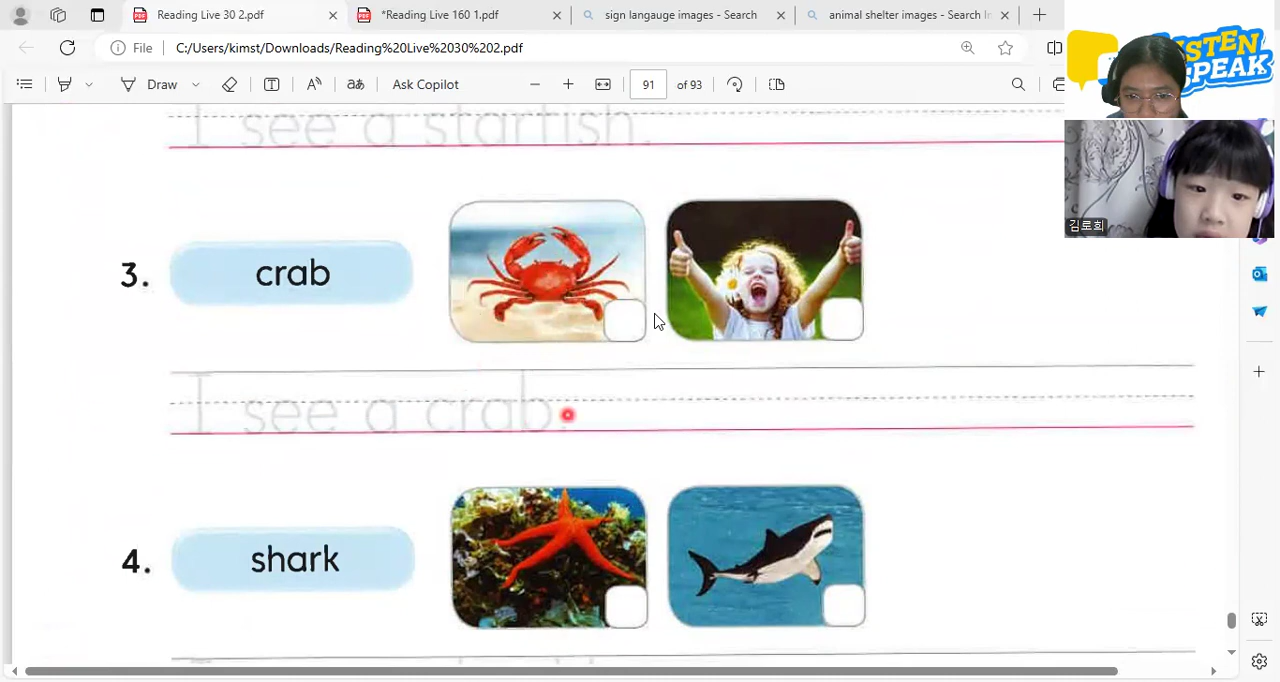 Reading Live 30 2.pdf
*Reading Live 160 1.pdf
sign langauge images - Search
animal shelter images - Search
File
C:/Users/kimst/Downloads/Reading%20Live%2030%202.pdf
Draw
Ask Copilot
91
of 93
ISTEN
SPEAK
김로희
I see a starfish.
3.
crab
I see a crab.
4.
shark